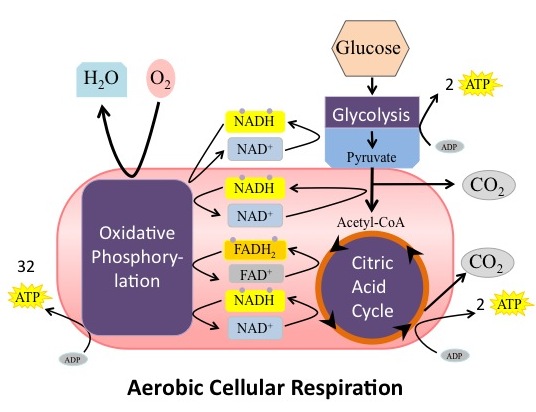 Glucose
H₂O
O₂
2 ATP
NADH
Glycolysis
NAD⁺
ADP
Pyruvate
NADH
CO₂
NAD⁺
Acetyl-CoA
Oxidative
Phosphory-
lation
FADH₂
FAD⁺
Citric
Acid
Cycle
CO₂
32
ATP
NADH
NAD⁺
2 ATP
ADP
ADP
Aerobic Cellular Respiration